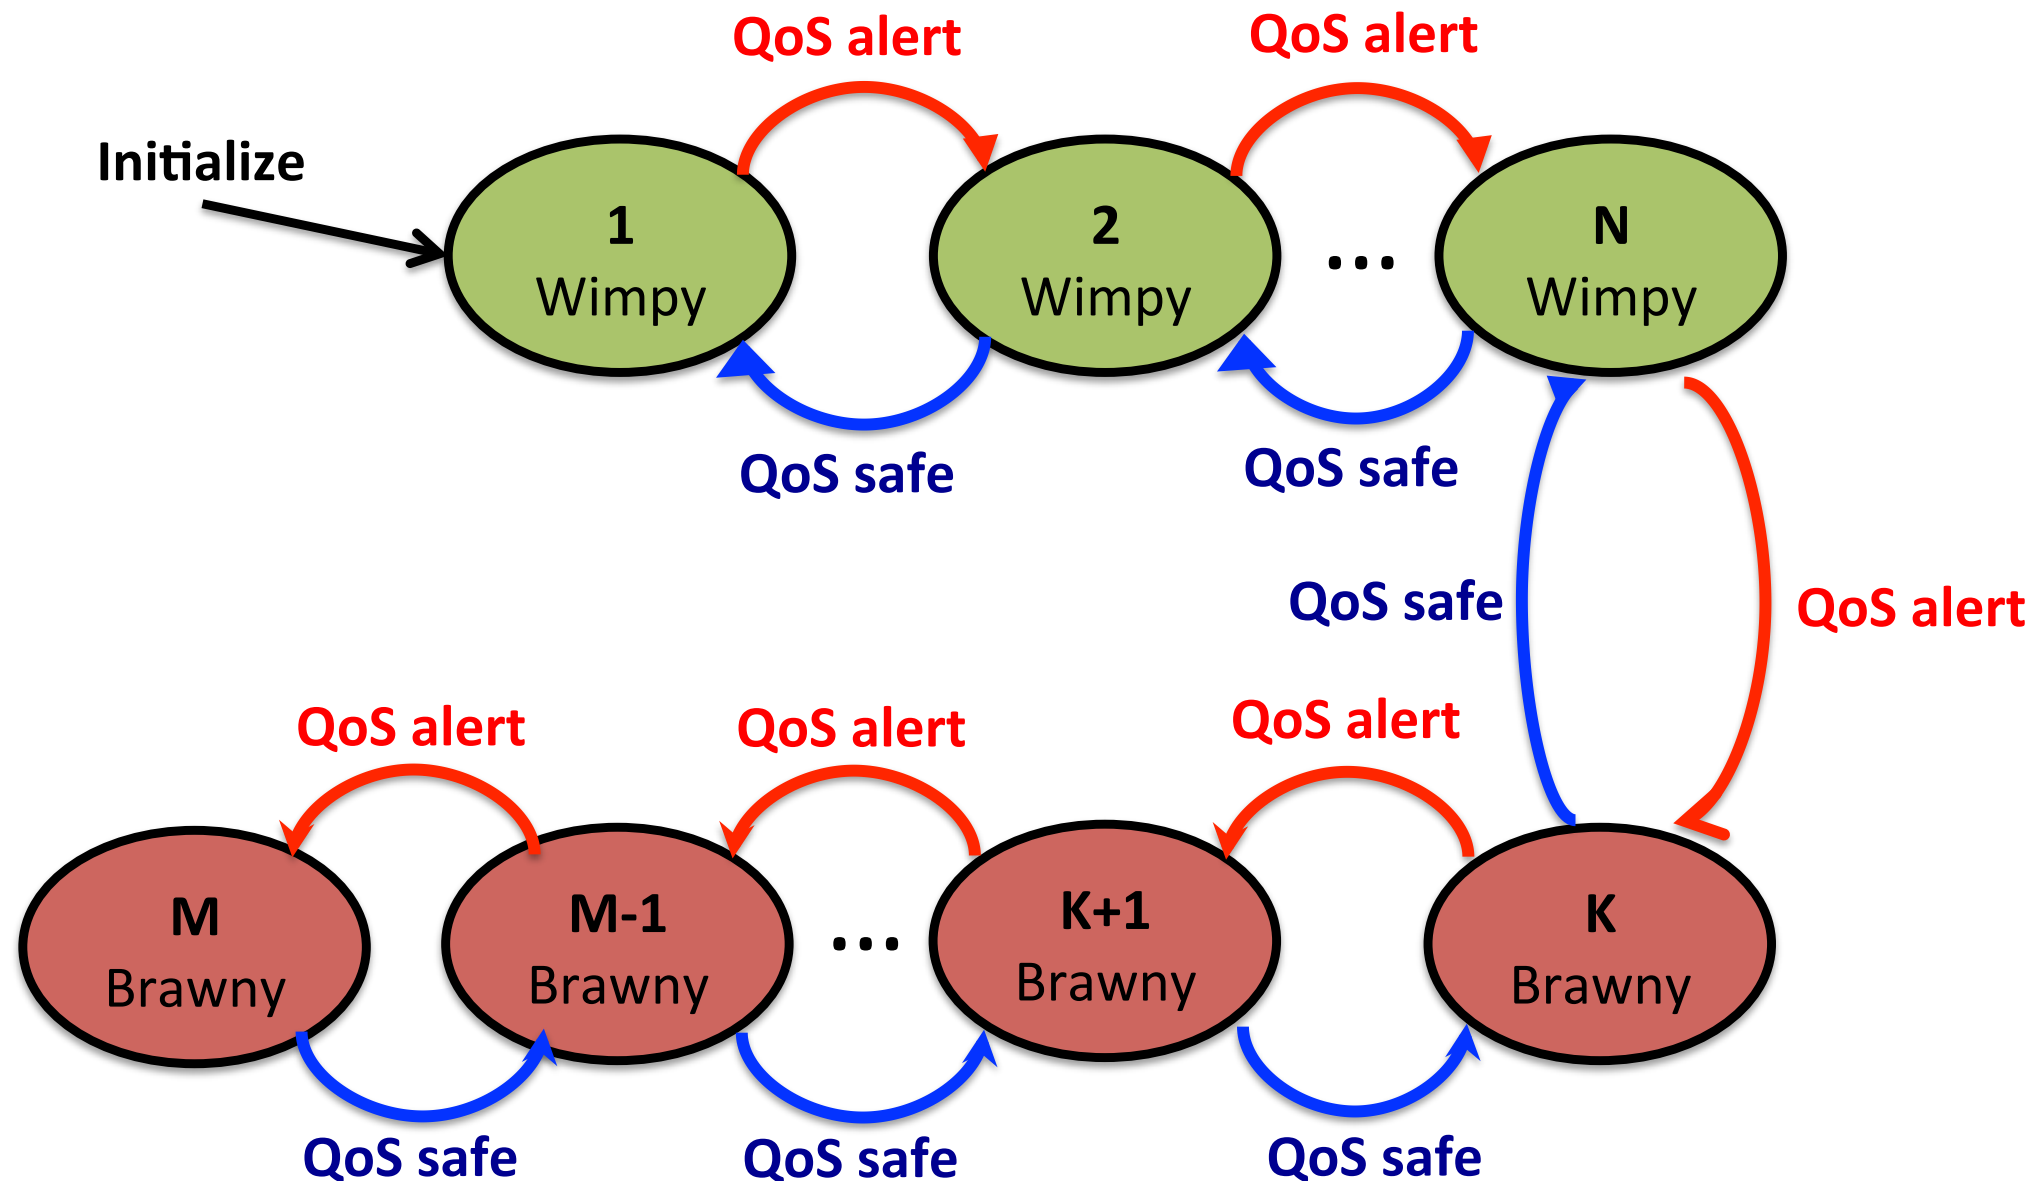 QoS alert
QoS alert
Initialize
1
Wimpy
2
Wimpy
...
N
Wimpy
QoS safe
QoS safe
QoS safe
QoS alert
QoS alert
QoS alert
QoS alert
M
Brawny
M-1
Brawny
...
K+1
Brawny
K
Brawny
QoS safe
QoS safe
QoS safe